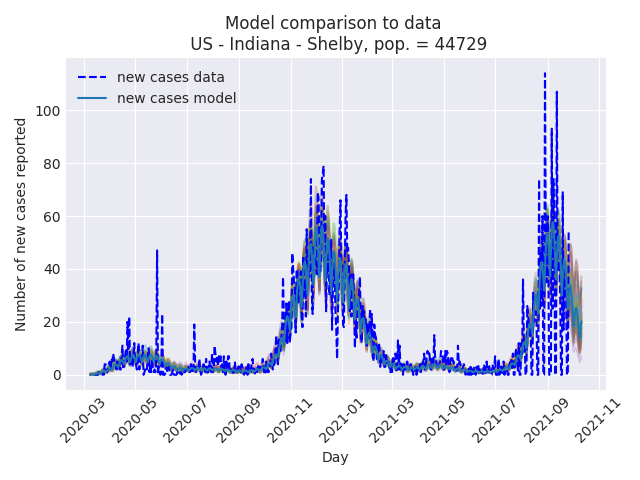 Model comparison to data
US - Indiana - Shelby, pop. = 44729
new cases data
new cases model
Number of new cases reported
100
80
60
40
20
0
2020-03
2020-05
2020-07
2020-09
2020-11
2021-01
2021-03
2021-05
2021-07
2021-09
2021-11
Day